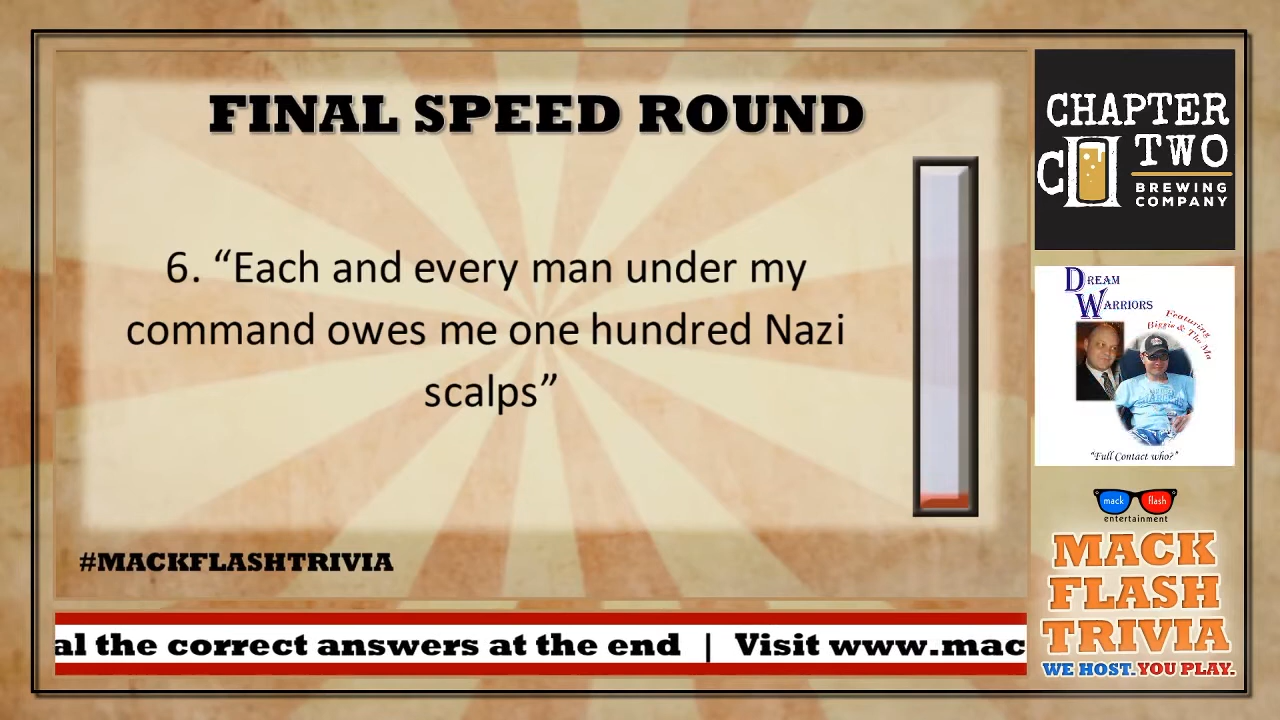 FINAL SPEED ROUND
6. “Each and every man under my
command owes me one hundred Nazi
scalps”
#MACKFLASHTRIVIA
al the correct answers at the end | Visit www.mac
CHAPTER
TWO
BREWING
COMPANY
DREAM
WARRIORS
Featuring
Biggie & The Mo
"Full Contact who?"
mack flash
entertainment
MACK
FLASH
TRIVIA
WE HOST. YOU PLAY.